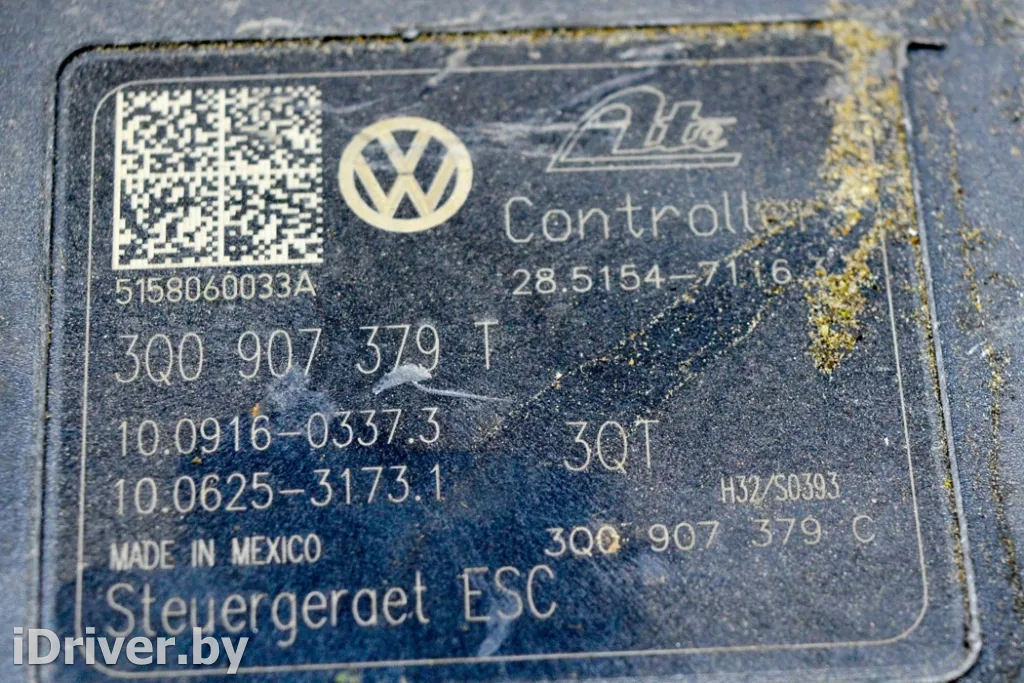 Ate
Controller
5158060033A
28.5154-7116.3
3Q0 907 379 T
10.0916-0337.3
3QT
10.0625-3173.1
H32/S0393
MADE IN MEXICO
3Q0 907 379 C
Steuergeraet ESC
iDriver.by